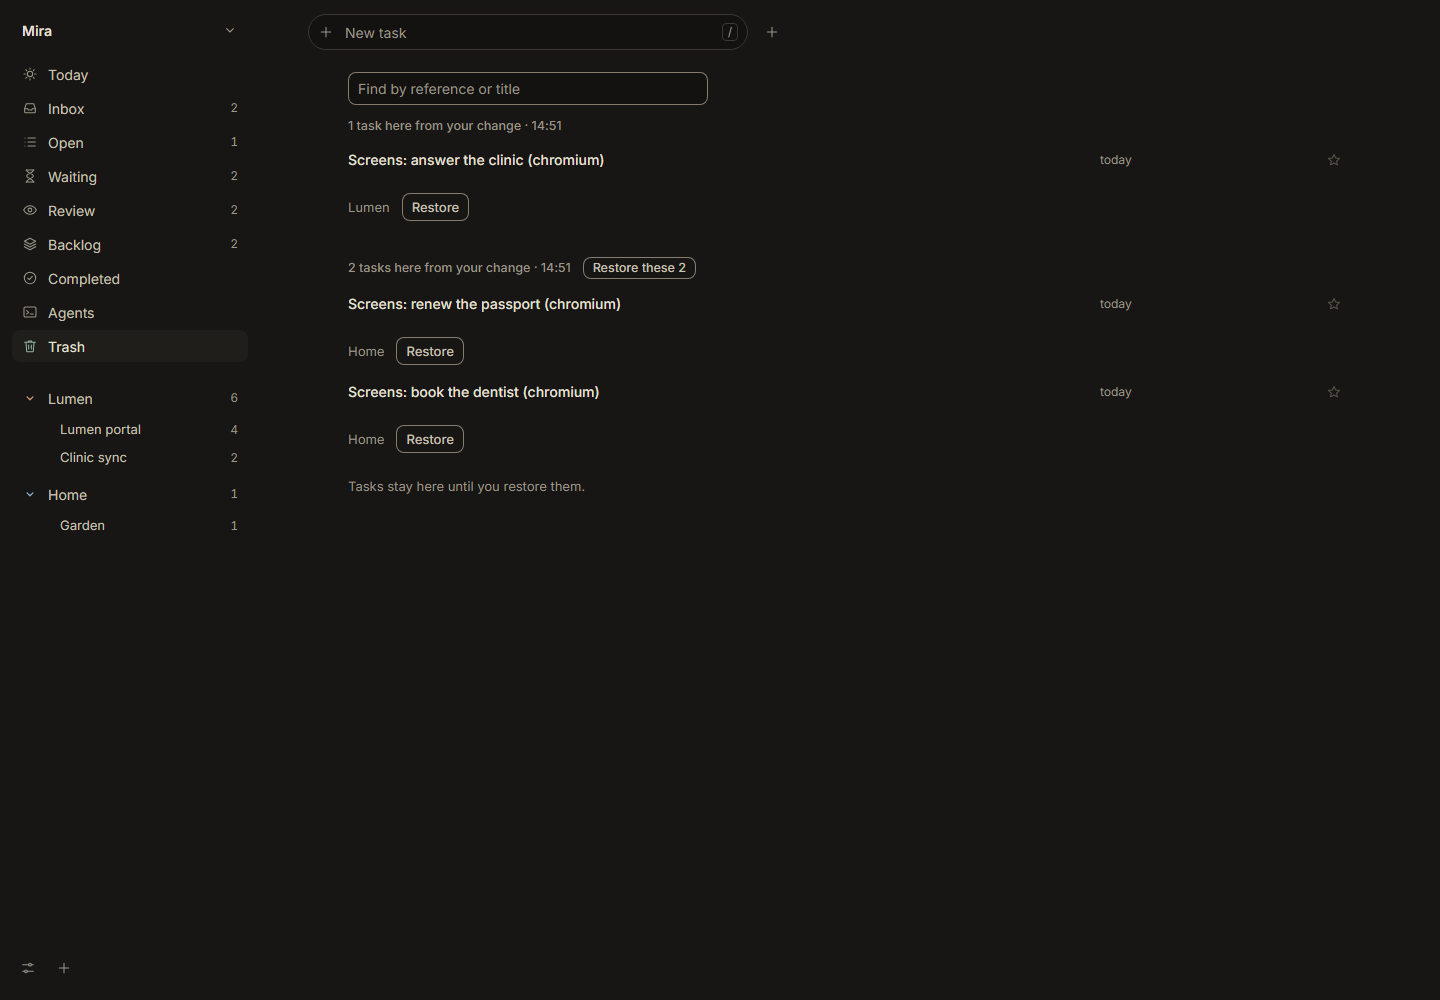 Mira
Today
Inbox 2
Open 1
Waiting 2
Review 2
Backlog 2
Completed
Agents
Trash
Lumen 6
Lumen portal 4
Clinic sync 2
Home 1
Garden 1
New task /
Find by reference or title
1 task here from your change · 14:51
Screens: answer the clinic (chromium) today
Lumen Restore
2 tasks here from your change · 14:51 Restore these 2
Screens: renew the passport (chromium) today
Home Restore
Screens: book the dentist (chromium) today
Home Restore
Tasks stay here until you restore them.